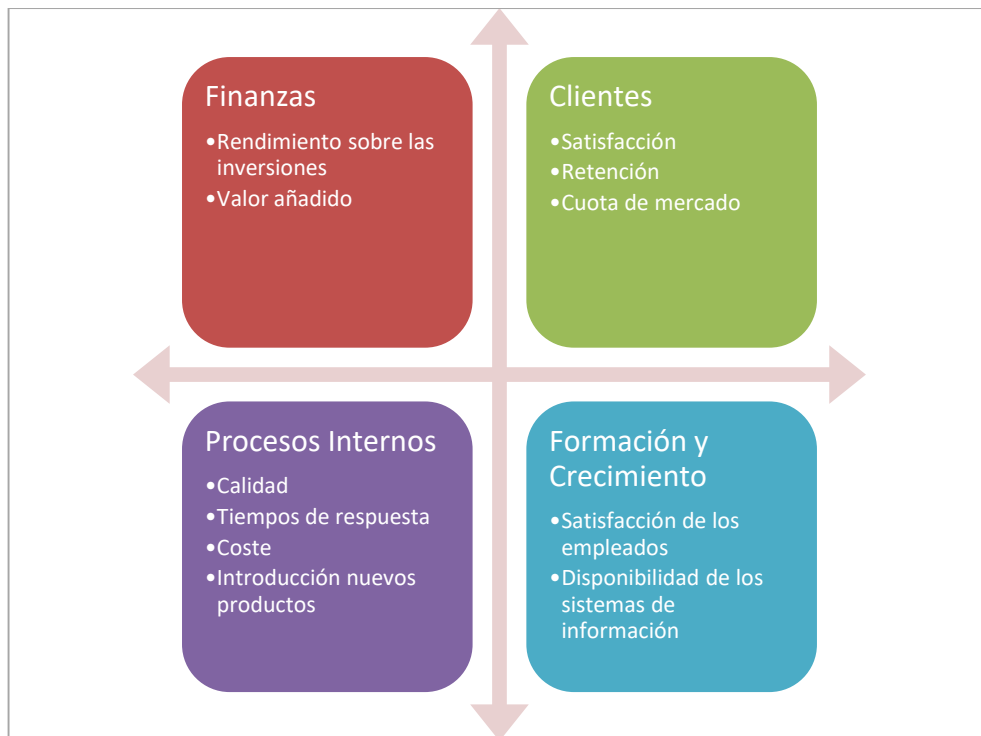 Finanzas
•Rendimiento sobre las
inversiones
•Valor añadido
Clientes
•Satisfacción
•Retención
•Cuota de mercado
Procesos Internos
•Calidad
•Tiempos de respuesta
•Coste
•Introducción nuevos
productos
Formación y
Crecimiento
•Satisfacción de los
empleados
•Disponibilidad de los
sistemas de
información